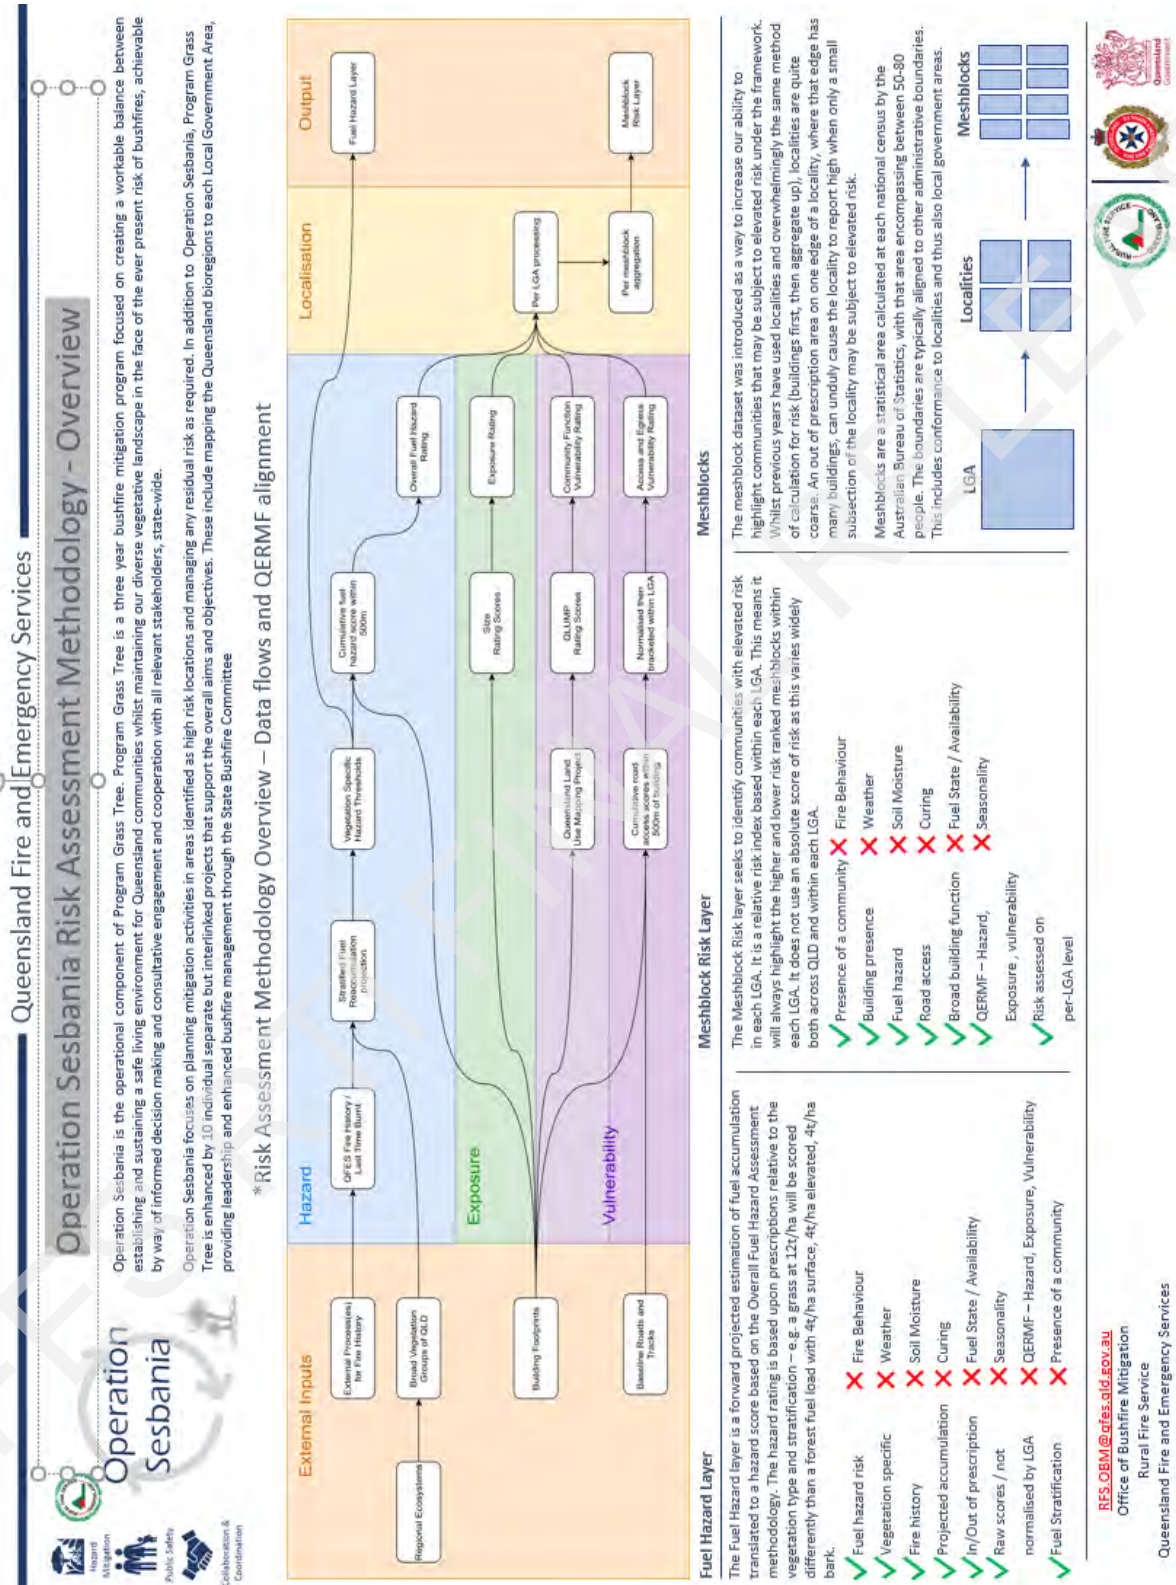 Queensland Fire and Emergency Services
Hazard
Mitigation
Public Safety
Collaboration &
Coordination
Operation
Sesbania
Operation Sesbania Risk Assessment Methodology - Overview
Operation Sesbania is the operational component of Program Grass Tree. Program Grass Tree is a three year bushfire mitigation program focused on creating a workable balance between
establishing and sustaining a safe living environment for Queensland communities whilst maintaining our diverse vegetative landscape in the face of the ever present risk of bushfires, achievable
by way of informed decision making and consultative engagement and cooperation with all relevant stakeholders, state-wide.
Operation Sesbania focuses on planning mitigation activities in areas identified as high risk locations and managing any residual risk as required. In addition to Operation Sesbania, Program Grass
Tree is enhanced by 10 individual separate but interlinked projects that support the overall aims and objectives. These include mapping the Queensland bioregions to each Local Government Area,
providing leadership and enhanced bushfire management through the State Bushfire Committee
*Risk Assessment Methodology Overview – Data flows and QERMF alignment
External Inputs
Hazard
Exposure
Vulnerability
Localisation
Output
Regional Ecosystems
External Process(es)
for Fire History
Broad Vegetation
Groups of QLD
Building Footprints
Baseline Roads and
Tracks
QFES Fire History /
Last Time Burnt
Stratified Fuel
Reaccumulation
projection
Vegetation Specific
Hazard Thresholds
Cumulative fuel
hazard score within
500m
Overall Fuel Hazard
Rating
Size
Rating Scores
Exposure Rating
Queensland Land
Use Mapping Project
QLUMP
Rating Scores
Community Function
Vulnerability Rating
Cumulative road
access scores within
500m of building
Normalised then
bracketed within LGA
Access and Egress
Vulnerability Rating
Per LGA processing
Per meshblock
aggregation
Fuel Hazard Layer
Meshblock
Risk Layer
Fuel Hazard Layer
The Fuel Hazard layer is a forward projected estimation of fuel accumulation
translated to a hazard score based on the Overall Fuel Hazard Assessment
methodology. The hazard rating is based upon prescriptions relative to the
vegetation type and stratification – e.g. a grass at 12t/ha will be scored
differently than a forest fuel load with 4t/ha surface, 4t/ha elevated, 4t/ha
bark.
✓ Fuel hazard risk
✓ Vegetation specific
✓ Fire history
✓ Projected accumulation
✓ In/Out of prescription
✓ Raw scores / not
normalised by LGA
✓ Fuel Stratification
✗ Fire Behaviour
✗ Weather
✗ Soil Moisture
✗ Curing
✗ Fuel State / Availability
✗ Seasonality
✗ QERMF – Hazard, Exposure, Vulnerability
✗ Presence of a community
Meshblock Risk Layer
The Meshblock Risk layer seeks to identify communities with elevated risk
in each LGA. It is a relative risk index based within each LGA. This means it
will always highlight the higher and lower risk ranked meshblocks within
each LGA. It does not use an absolute score of risk as this varies widely
both across QLD and within each LGA.
✓ Presence of a community
✓ Building presence
✓ Fuel hazard
✓ Road access
✓ Broad building function
✓ QERMF – Hazard,
Exposure , vulnerability
✓ Risk assessed on
per-LGA level
✗ Fire Behaviour
✗ Weather
✗ Soil Moisture
✗ Curing
✗ Fuel State / Availability
✗ Seasonality
Meshblocks
The meshblock dataset was introduced as a way to increase our ability to
highlight communities that may be subject to elevated risk under the framework.
Whilst previous years have used localities and overwhelmingly the same method
of calculation for risk (buildings first, then aggregate up), localities are quite
coarse. An out of prescription area on one edge of a locality, where that edge has
many buildings, can unduly cause the locality to report high when only a small
subsection of the locality may be subject to elevated risk.
Meshblocks are a statistical area calculated at each national census by the
Australian Bureau of Statistics, with that area encompassing between 50-80
people. The boundaries are typically aligned to other administrative boundaries.
This includes conformance to localities and thus also local government areas.
LGA
Localities
Meshblocks
RFS.OBM@qfes.qld.gov.au
Office of Bushfire Mitigation
Rural Fire Service
Queensland Fire and Emergency Services
RURAL FIRE SERVICE
QUEENSLAND
Queensland
Government